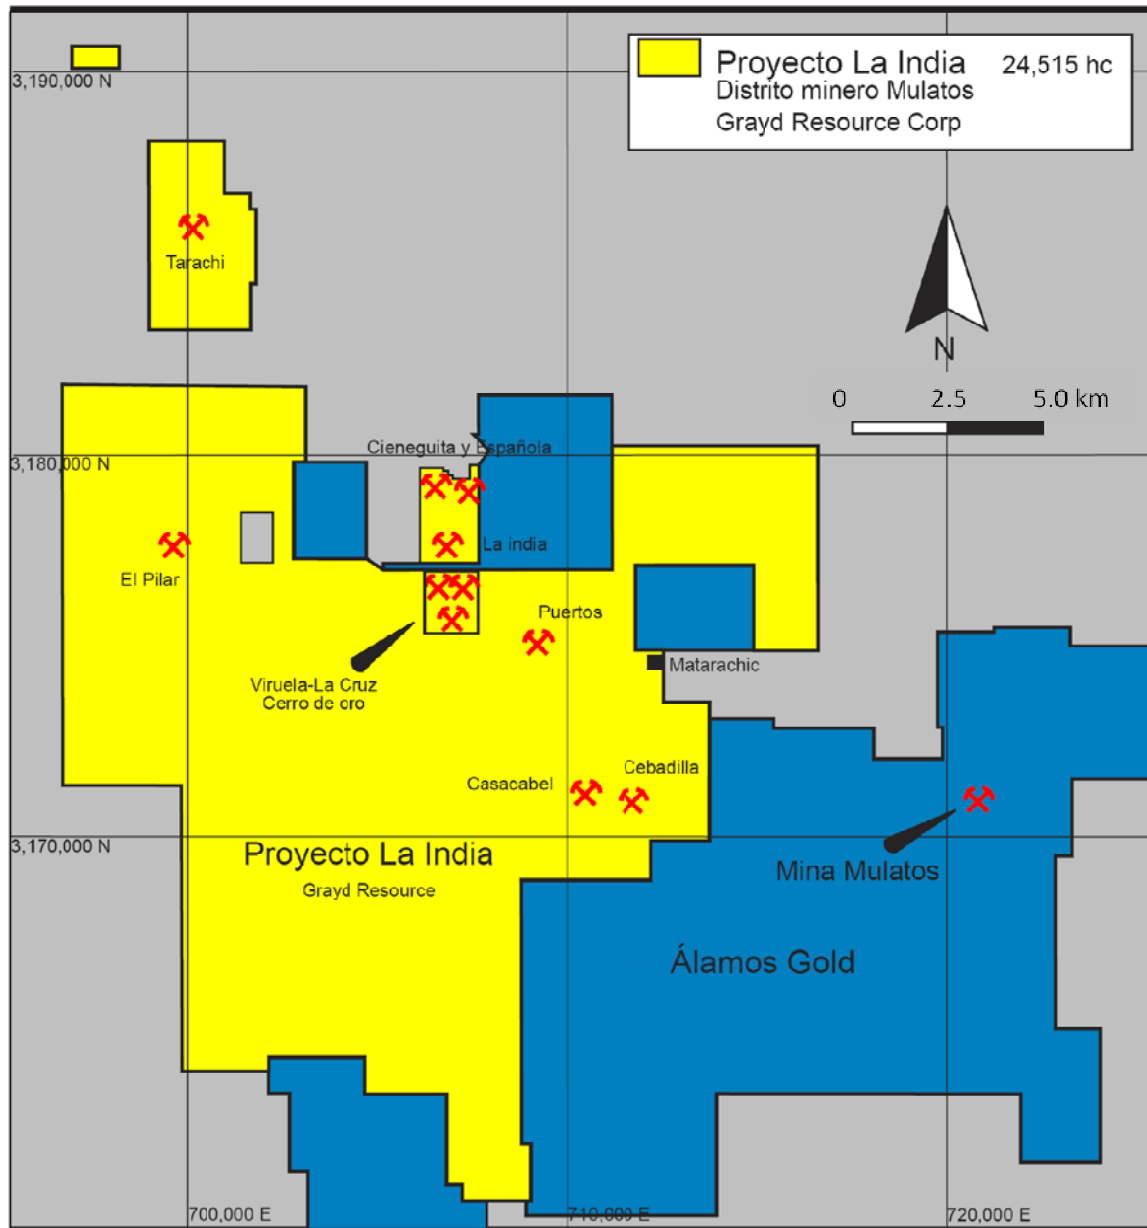 Proyecto La India 24,515 hc
Distrito minero Mulatos
Grayd Resource Corp
3,190,000 N
Tarachi
N
0 2.5 5.0 km
Cieneguita y Española
3,180,000 N
La india
El Pilar
Puertos
Matarachic
Viruela-La Cruz
Cerro de oro
Cebadilla
Casacabel
3,170,000 N
Proyecto La India
Grayd Resource
Mina Mulatos
Álamos Gold
700,000 E
710,000 E
720,000 E